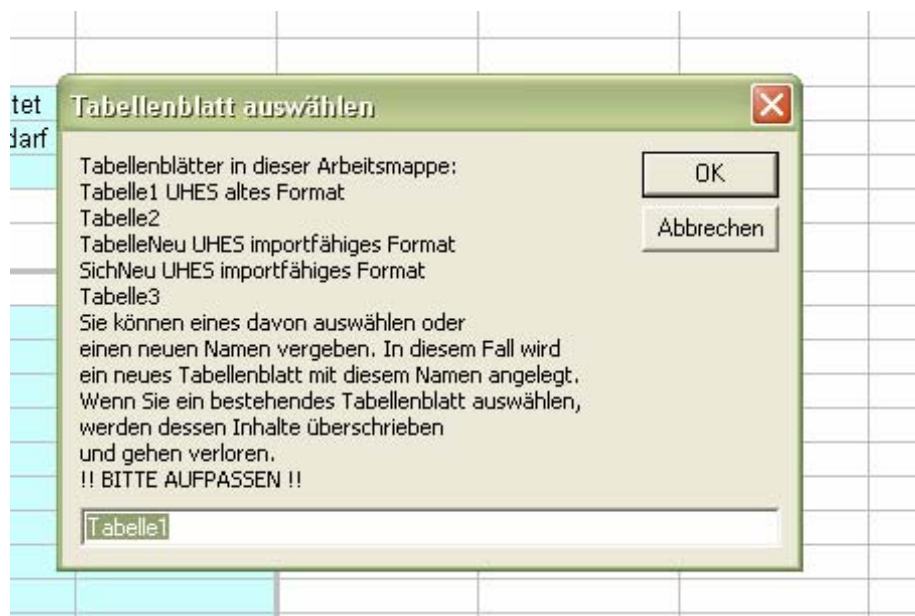 tet
darf
Tabellenblatt auswählen
Tabellenblätter in dieser Arbeitsmappe:
Tabelle1 UHES altes Format
Tabelle2
TabelleNeu UHES importfähiges Format
SichNeu UHES importfähiges Format
Tabelle3
Sie können eines davon auswählen oder
einen neuen Namen vergeben. In diesem Fall wird
ein neues Tabellenblatt mit diesem Namen angelegt.
Wenn Sie ein bestehendes Tabellenblatt auswählen,
werden dessen Inhalte überschrieben
und gehen verloren.
!! BITTE AUFPASSEN !!
OK
Abbrechen
Tabelle1